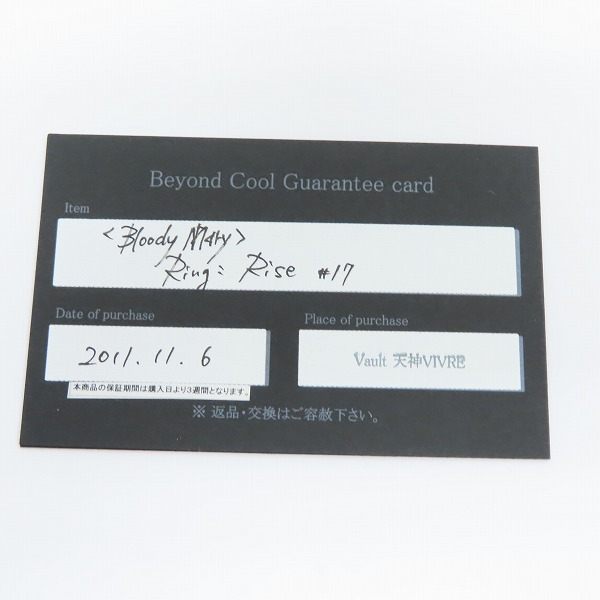 Beyond Cool Guarantee card
Item
<Bloody Mary>
Ring: Rise #17
Date of purchase
Place of purchase
2011.11.6
Vault 天神VIVRE
本商品の保証期間は購入日より3週間となります。
※ 返品・交換はご容赦下さい。